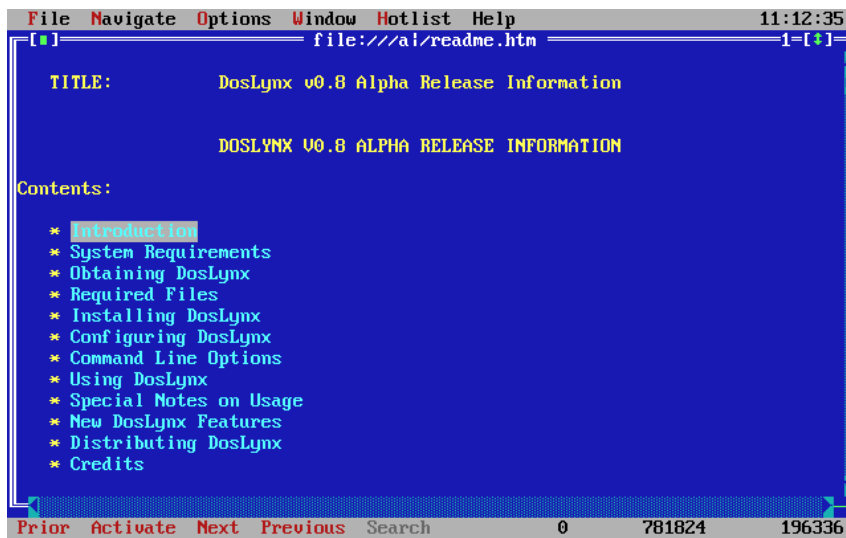 File Navigate Options Window Hotlist Help 11:12:35
[■] file:///a|/readme.htm 1=[↕]
TITLE: DosLynx v0.8 Alpha Release Information
DOSLYNX V0.8 ALPHA RELEASE INFORMATION
Contents:
* Introduction
* System Requirements
* Obtaining DosLynx
* Required Files
* Installing DosLynx
* Configuring DosLynx
* Command Line Options
* Using DosLynx
* Special Notes on Usage
* New DosLynx Features
* Distributing DosLynx
* Credits
Prior Activate Next Previous Search 0 781824 196336